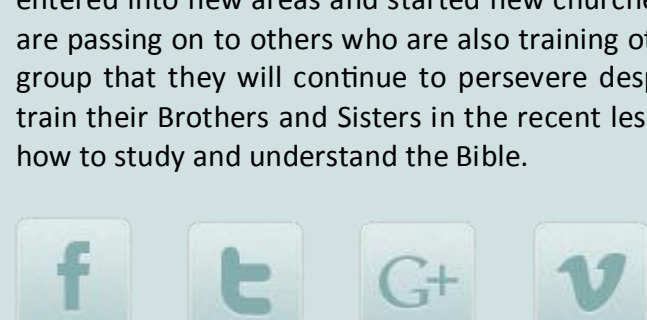 entered into new areas and started new churche
are passing on to others who are also training ot
group that they will continue to persevere desp
train their Brothers and Sisters in the recent les
how to study and understand the Bible.
f t G+ v